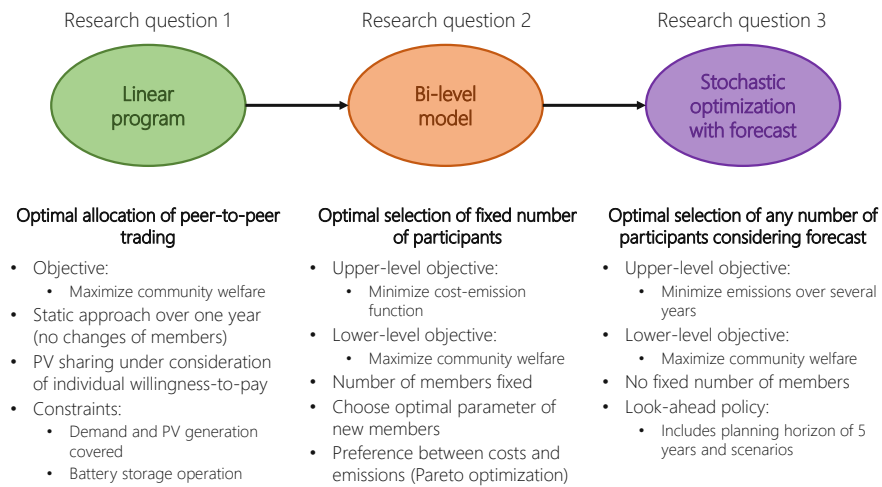 Research question 1
Linear
program
Optimal allocation of peer-to-peer
trading
• Objective:
• Maximize community welfare
• Static approach over one year
(no changes of members)
• PV sharing under consideration
of individual willingness-to-pay
• Constraints:
• Demand and PV generation
covered
• Battery storage operation
Research question 2
Bi-level
model
Optimal selection of fixed number
of participants
• Upper-level objective:
• Minimize cost-emission
function
• Lower-level objective:
• Maximize community welfare
• Number of members fixed
• Choose optimal parameter of
new members
• Preference between costs and
emissions (Pareto optimization)
Research question 3
Stochastic
optimization
with forecast
Optimal selection of any number of
participants considering forecast
• Upper-level objective:
• Minimize emissions over several
years
• Lower-level objective:
• Maximize community welfare
• No fixed number of members
• Look-ahead policy:
• Includes planning horizon of 5
years and scenarios